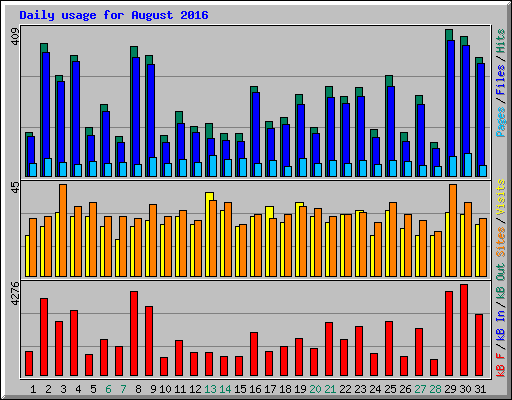 Daily usage for August 2016
409
Pages / Files / Hits
45
Sites / Visits
4276
kB F / kB In / kB Out
1 2 3 4 5 6 7 8 9 10 11 12 13 14 15 16 17 18 19 20 21 22 23 24 25 26 27 28 29 30 31